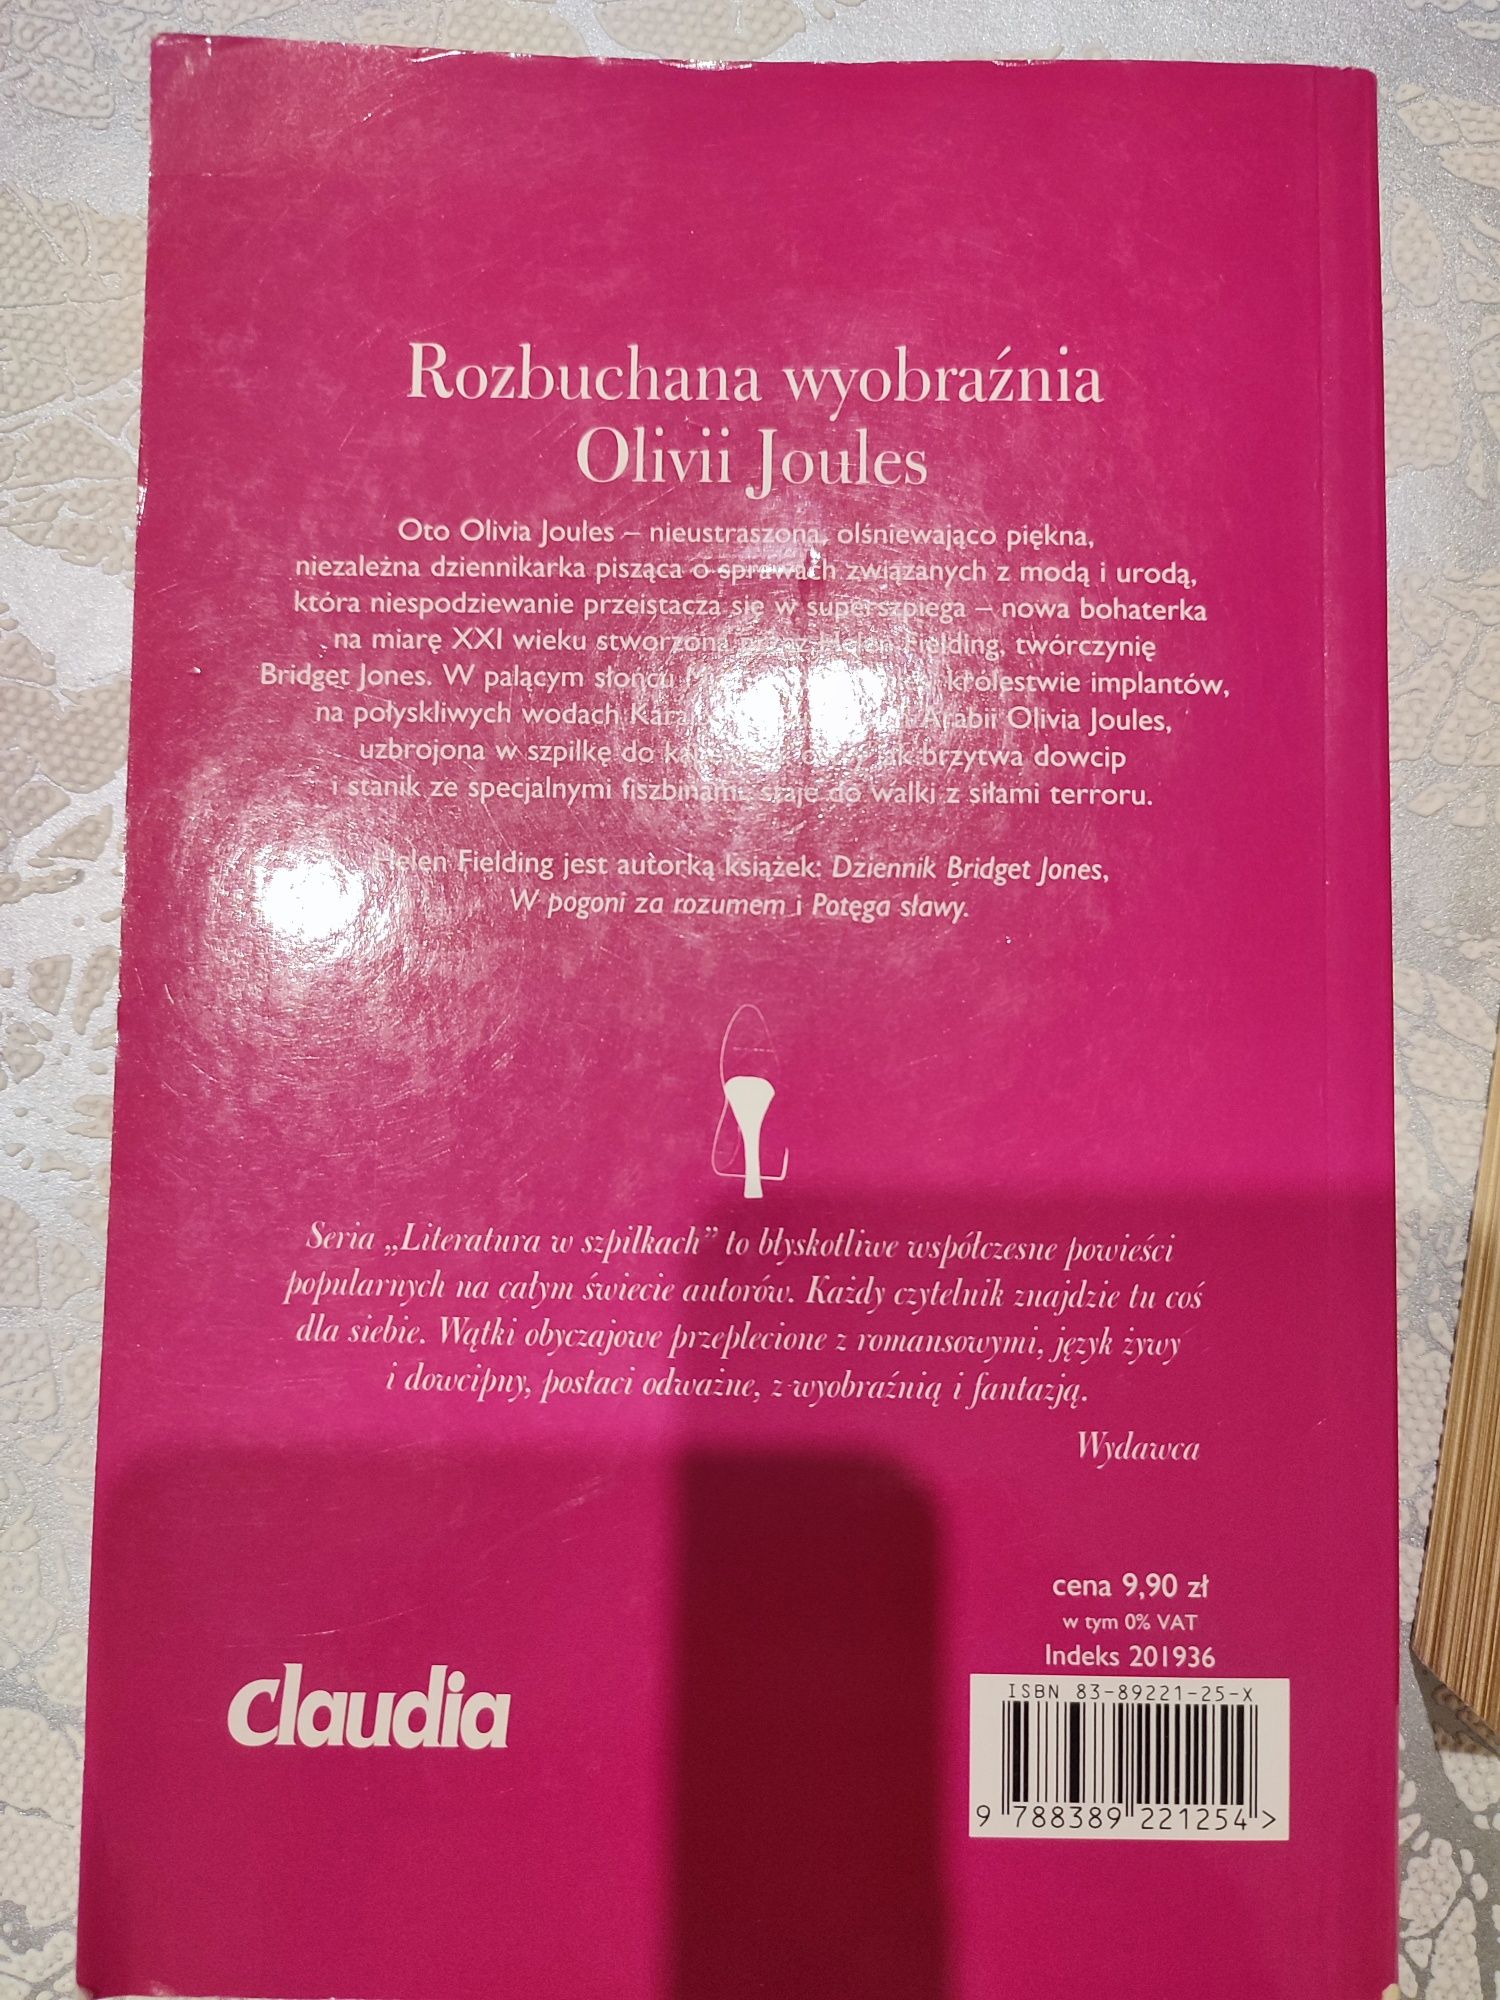 Rozbuchana wyobraźnia
Olivii Joules
Oto Olivia Joules – nieustraszona, olśniewająco piękna,
niezależna dziennikarka pisząca o sprawach związanych z modą i urodą,
która niespodziewanie przeistacza się w superszpiega – nowa bohaterka
na miarę XXI wieku stworzona przez Helen Fielding, twórczynię
Bridget Jones. W palącym słońcu królestwie implantów,
na połyskliwych wodach Arabii Olivia Joules,
uzbrojona w szpilkę do jak brzytwa dowcip
i stanik ze specjalnymi fiszbinami, staje do walki z siłami terroru.
Helen Fielding jest autorką książek: Dziennik Bridget Jones,
W pogoni za rozumem i Potęga sławy.
Seria „Literatura w szpilkach” to błyskotliwe współczesne powieści
popularnych na całym świecie autorów. Każdy czytelnik znajdzie tu coś
dla siebie. Wątki obyczajowe przeplecione z romansowymi, język żywy
i dowcipny, postaci odważne, z wyobraźnią i fantazją.
Wydawca
cena 9,90 zł
w tym 0% VAT
Indeks 201936
ISBN 83-89221-25-X
9 788389 221254 >
claudia